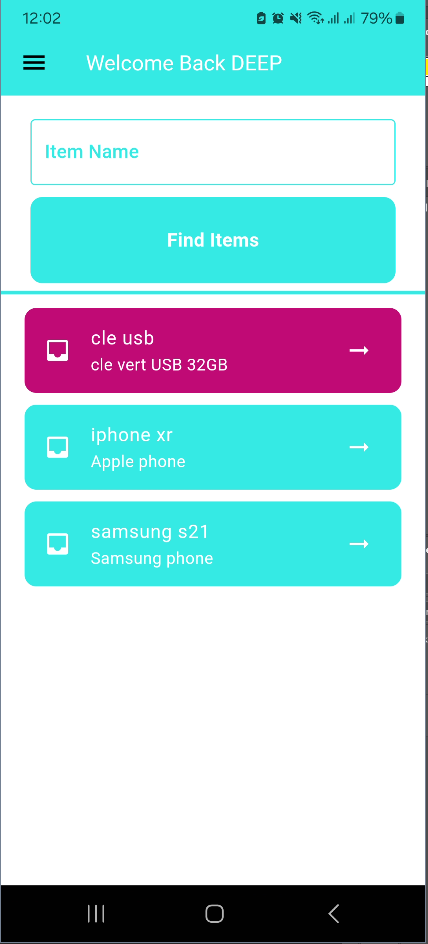 12:02
79%
Welcome Back DEEP
Item Name
Find Items
cle usb
cle vert USB 32GB
iphone xr
Apple phone
samsung s21
Samsung phone